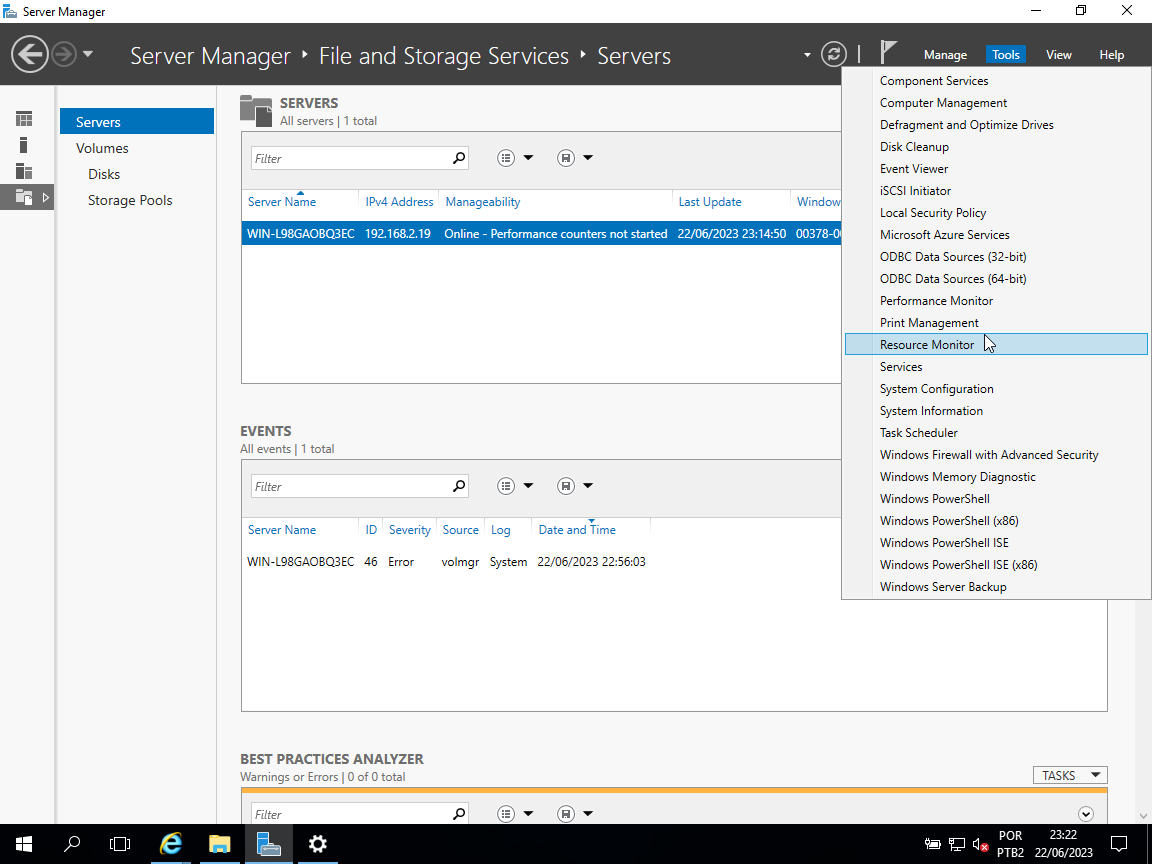 Server Manager
Server Manager ‣ File and Storage Services ‣ Servers
Manage Tools View Help
Servers
Volumes
Disks
Storage Pools
SERVERS
All servers | 1 total
Filter
Server Name IPv4 Address Manageability Last Update Window
WIN-L98GAOBQ3EC 192.168.2.19 Online - Performance counters not started 22/06/2023 23:14:50 00378-00
EVENTS
All events | 1 total
Filter
Server Name ID Severity Source Log Date and Time
WIN-L98GAOBQ3EC 46 Error volmgr System 22/06/2023 22:56:03
BEST PRACTICES ANALYZER
Warnings or Errors | 0 of 0 total
TASKS
Filter
Component Services
Computer Management
Defragment and Optimize Drives
Disk Cleanup
Event Viewer
iSCSI Initiator
Local Security Policy
Microsoft Azure Services
ODBC Data Sources (32-bit)
ODBC Data Sources (64-bit)
Performance Monitor
Print Management
Resource Monitor
Services
System Configuration
System Information
Task Scheduler
Windows Firewall with Advanced Security
Windows Memory Diagnostic
Windows PowerShell
Windows PowerShell (x86)
Windows PowerShell ISE
Windows PowerShell ISE (x86)
Windows Server Backup
POR
PTB2
23:22
22/06/2023